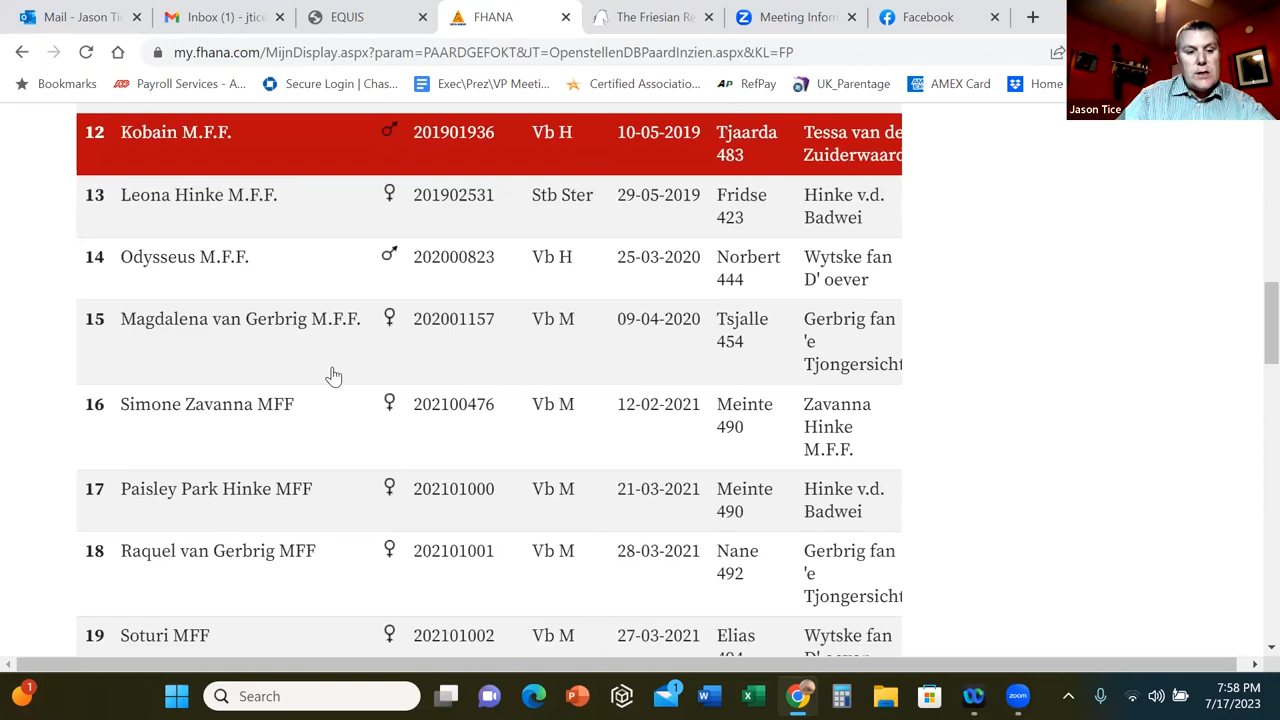 Mail - Jason Tic
Inbox (1) - jtice
EQUIS
FHANA
The Friesian Re
Meeting Inform
Facebook
my.fhana.com/MijnDisplay.aspx?param=PAARDGEFOKT&JT=OpenstellenDBPaardInzien.aspx&KL=FP
Bookmarks
Payroll Services - A...
Secure Login | Chas...
Exec/Prez/VP Meeti...
Certified Associatio...
RefPay
UK_Parentage
AMEX Card
Home
Jason Tice
12 Kobain M.F.F. ♂ 201901936 Vb H 10-05-2019 Tjaarda Tessa van de
483 Zuiderwaard
13 Leona Hinke M.F.F. ♀ 201902531 Stb Ster 29-05-2019 Fridse Hinke v.d.
423 Badwei
14 Odysseus M.F.F. ♂ 202000823 Vb H 25-03-2020 Norbert Wytske fan
444 D' oever
15 Magdalena van Gerbrig M.F.F. ♀ 202001157 Vb M 09-04-2020 Tsjalle Gerbrig fan
454 'e
Tjongersicht
16 Simone Zavanna MFF ♀ 202100476 Vb M 12-02-2021 Meinte Zavanna
490 Hinke
M.F.F.
17 Paisley Park Hinke MFF ♀ 202101000 Vb M 21-03-2021 Meinte Hinke v.d.
490 Badwei
18 Raquel van Gerbrig MFF ♀ 202101001 Vb M 28-03-2021 Nane Gerbrig fan
492 'e
Tjongersicht
19 Soturi MFF ♀ 202101002 Vb M 27-03-2021 Elias Wytske fan
Search
7:58 PM
7/17/2023